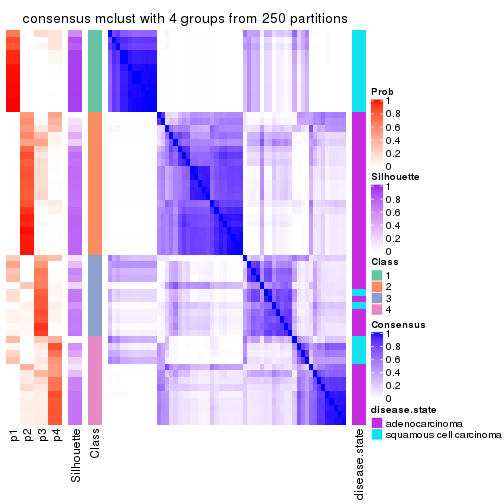 consensus mclust with 4 groups from 250 partitions
Prob
1
0.8
0.6
0.4
0.2
0
Silhouette
1
0.8
0.6
0.4
0.2
0
Class
1
2
3
4
Consensus
1
0.8
0.6
0.4
0.2
0
disease.state
adenocarcinoma
squamous cell carcinoma
p1
p2
p3
p4
Silhouette
Class
disease.state